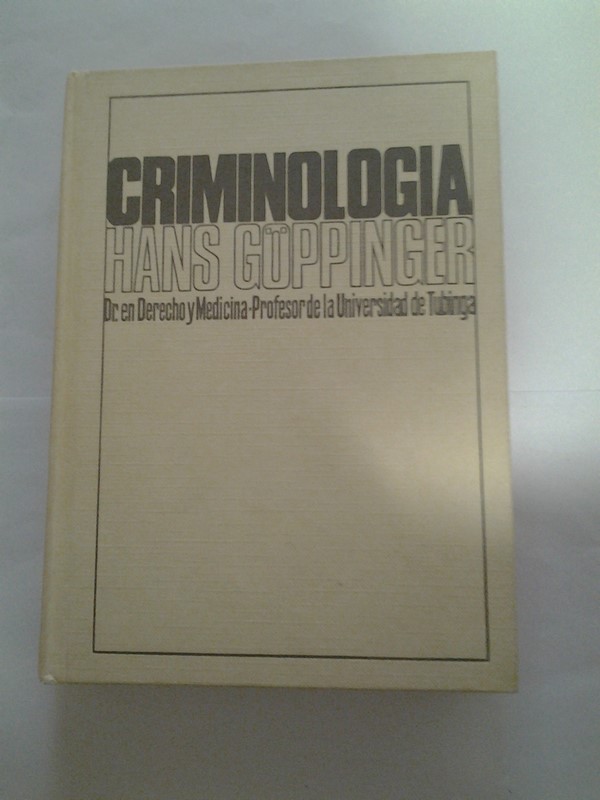 CRIMINOLOGIA
HANS GÖPPINGER
Dr. en Derecho y Medicina-Profesor de la Universidad de Tubinga